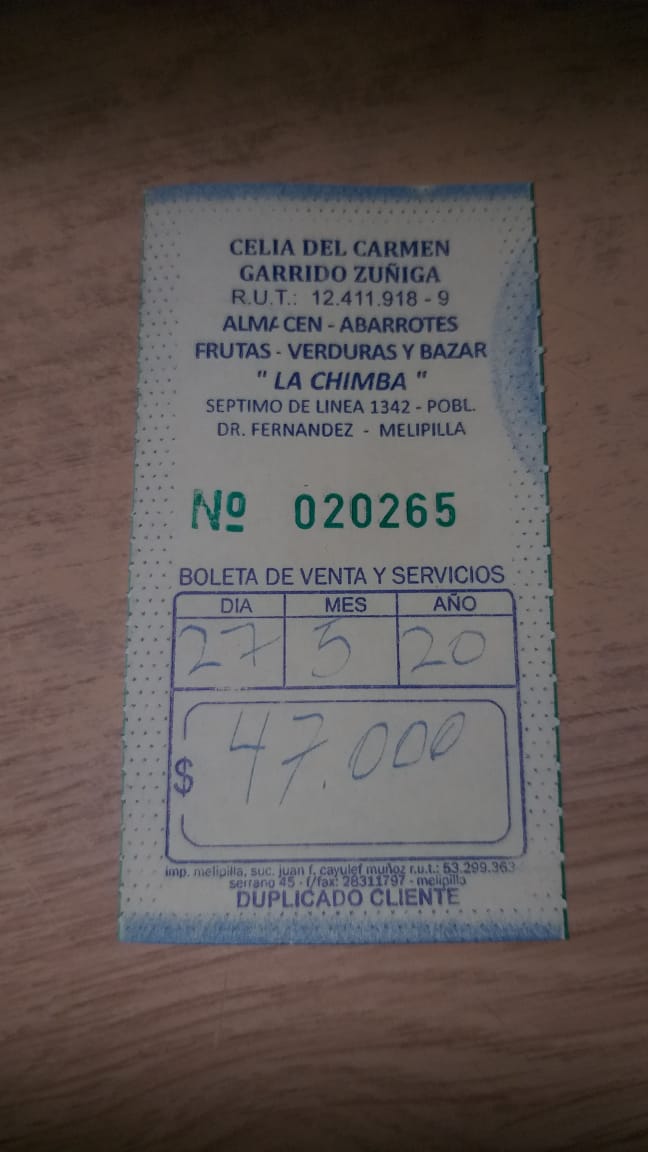 CELIA DEL CARMEN
GARRIDO ZUÑIGA
R.U.T.: 12.411.918 - 9
ALMACEN - ABARROTES
FRUTAS - VERDURAS Y BAZAR
" LA CHIMBA "
SEPTIMO DE LINEA 1342 - POBL.
DR. FERNANDEZ - MELIPILLA
Nº 020265
BOLETA DE VENTA Y SERVICIOS
DIA MES AÑO
27 5 20
$ 47.000
imp. melipilla, suc. juan f. cayulef muñoz r.u.t.: 53.299.363
serrano 45 - f/fax: 28311797 - melipilla
DUPLICADO CLIENTE